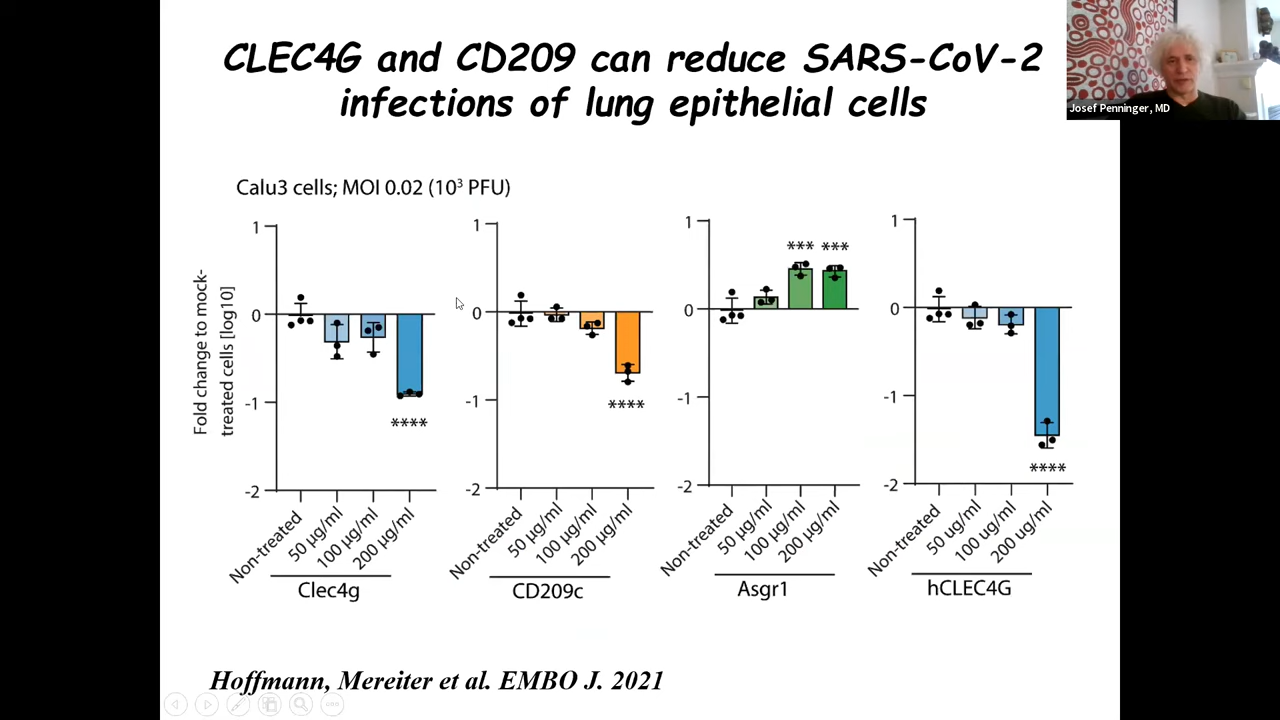 CLEC4G and CD209 can reduce SARS-CoV-2
infections of lung epithelial cells
Josef Penninger, MD
Calu3 cells; MOI 0.02 (10³ PFU)
Fold change to mock-
treated cells [log10]
1
0
-1
-2
****
Non-treated
50 µg/ml
100 µg/ml
200 µg/ml
Clec4g
1
0
-1
-2
****
Non-treated
50 µg/ml
100 µg/ml
200 µg/ml
CD209c
1
0
-1
-2
*** ***
Non-treated
50 µg/ml
100 µg/ml
200 µg/ml
Asgr1
1
0
-1
-2
****
Non-treated
50 ug/ml
100 ug/ml
200 ug/ml
hCLEC4G
Hoffmann, Mereiter et al. EMBO J. 2021